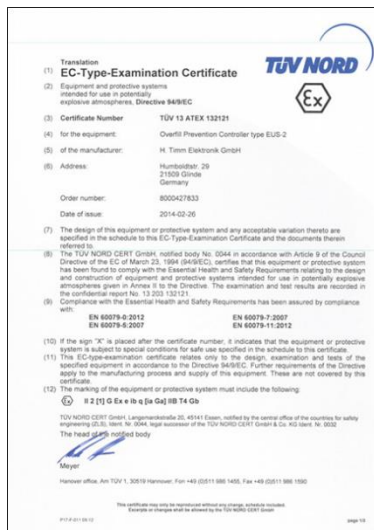 TÜV NORD
Translation
(1) EC-Type-Examination Certificate
(2) Equipment and protective systems
intended for use in potentially
explosive atmospheres, Directive 94/9/EC
Ex
(3) Certificate Number TÜV 13 ATEX 132121
(4) for the equipment: Overfill Prevention Controller type EUS-2
(5) of the manufacturer: H. Timm Elektronik GmbH
(6) Address: Humboldtstr. 29
21509 Glinde
Germany
Order number: 8000427833
Date of issue: 2014-02-26
(7) The design of this equipment or protective system and any acceptable variation thereto are
specified in the schedule to this EC-Type-Examination Certificate and the documents therein
referred to.
(8) The TÜV NORD CERT GmbH, notified body No. 0044 in accordance with Article 9 of the Council
Directive of the EC of March 23, 1994 (94/9/EC), certifies that this equipment or protective system
has been found to comply with the Essential Health and Safety Requirements relating to the design
and construction of equipment and protective systems intended for use in potentially explosive
atmospheres given in Annex II to the Directive. The examination and test results are recorded in
the confidential report No. 13 203 132121.
(9) Compliance with the Essential Health and Safety Requirements has been assured by compliance
with:
EN 60079-0:2012 EN 60079-7:2007
EN 60079-5:2007 EN 60079-11:2012
(10) If the sign "X" is placed after the certificate number, it indicates that the equipment or protective
system is subject to special conditions for safe use specified in the schedule to this certificate.
(11) This EC-type-examination certificate relates only to the design, examination and tests of the
specified equipment in accordance to the Directive 94/9/EC. Further requirements of the Directive
apply to the manufacturing process and supply of this equipment. These are not covered by this
certificate.
(12) The marking of the equipment or protective system must include the following:
Ex II 2 [1] G Ex e ib q [ia Ga] IIB T4 Gb
TÜV NORD CERT GmbH, Langemarckstraße 20, 45141 Essen, notified by the central office of the countries for safety
engineering (ZLS), Ident. Nr. 0044, legal successor of the TÜV NORD CERT GmbH & Co. KG Ident. Nr. 0032
The head of the notified body
Meyer
Hanover office, Am TÜV 1, 30519 Hannover, Fon +49 (0)511 986 1455, Fax +49 (0)511 986 1590
This certificate may only be reproduced without any change, schedule included.
Excerpts or changes shall be allowed by the TÜV NORD CERT GmbH
page 1/3